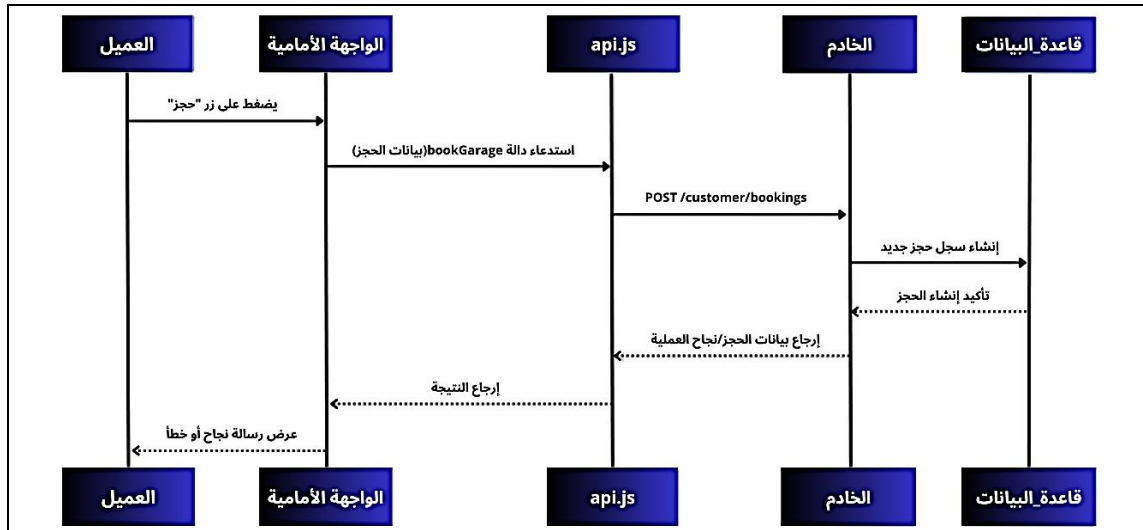 العميل
الواجهة الأمامية
api.js
الخادم
قاعدة_البيانات
يضغط على زر "حجز"
استدعاء دالة bookGarage(بيانات الحجز)
POST /customer/bookings
إنشاء سجل حجز جديد
تأكيد إنشاء الحجز
إرجاع بيانات الحجز/نجاح العملية
إرجاع النتيجة
عرض رسالة نجاح أو خطأ
العميل
الواجهة الأمامية
api.js
الخادم
قاعدة_البيانات